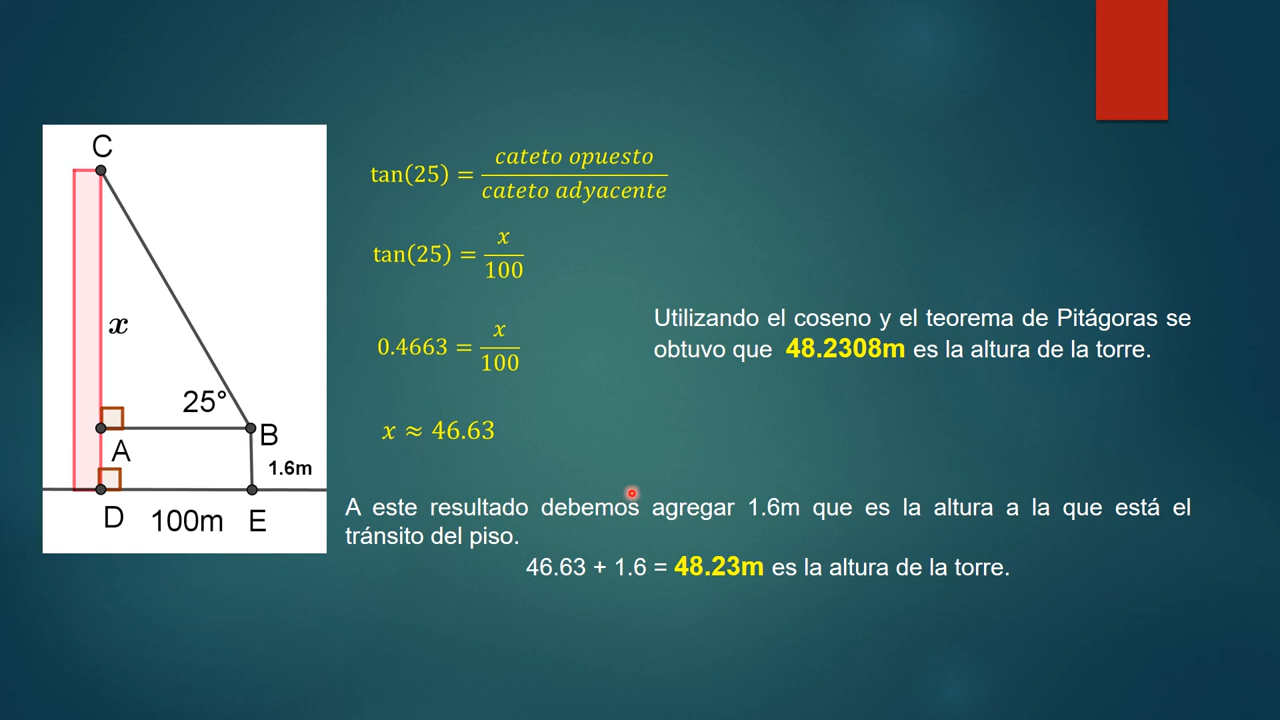 C
x
25°
A
B
1.6m
D
100m
E
tan(25) = cateto opuesto / cateto adyacente
tan(25) = x / 100
0.4663 = x / 100
x ≈ 46.63
Utilizando el coseno y el teorema de Pitágoras se
obtuvo que 48.2308m es la altura de la torre.
A este resultado debemos agregar 1.6m que es la altura a la que está el
tránsito del piso.
46.63 + 1.6 = 48.23m es la altura de la torre.